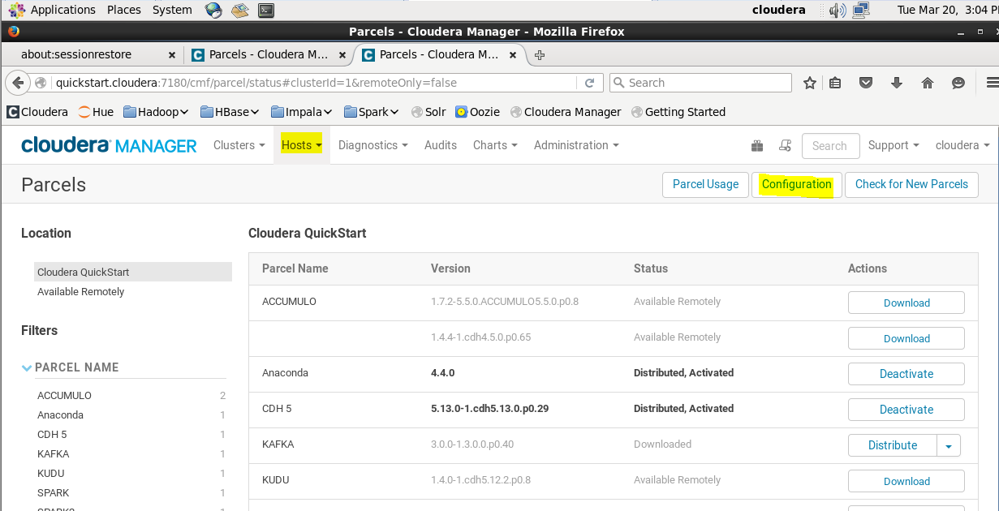 Applications Places System cloudera Tue Mar 20, 3:04 P
Parcels - Cloudera Manager - Mozilla Firefox
about:sessionrestore Parcels - Cloudera M... Parcels - Cloudera M...
quickstart.cloudera:7180/cmf/parcel/status#clusterId=1&remoteOnly=false Search
Cloudera Hue Hadoop HBase Impala Spark Solr Oozie Cloudera Manager Getting Started
cloudera MANAGER Clusters Hosts Diagnostics Audits Charts Administration Search Support cloudera
Parcels Parcel Usage Configuration Check for New Parcels
Location Cloudera QuickStart
Parcel Name Version Status Actions
Cloudera QuickStart
Available Remotely
ACCUMULO 1.7.2-5.5.0.ACCUMULO5.5.0.p0.8 Available Remotely Download
Filters
1.4.4-1.cdh4.5.0.p0.65 Available Remotely Download
PARCEL NAME
Anaconda 4.4.0 Distributed, Activated Deactivate
ACCUMULO 2
CDH 5 5.13.0-1.cdh5.13.0.p0.29 Distributed, Activated Deactivate
Anaconda 1
CDH 5 1
KAFKA 3.0.0-1.3.0.0.p0.40 Downloaded Distribute
KAFKA 1
KUDU 1
KUDU 1.4.0-1.cdh5.12.2.p0.8 Available Remotely Download
SPARK 1